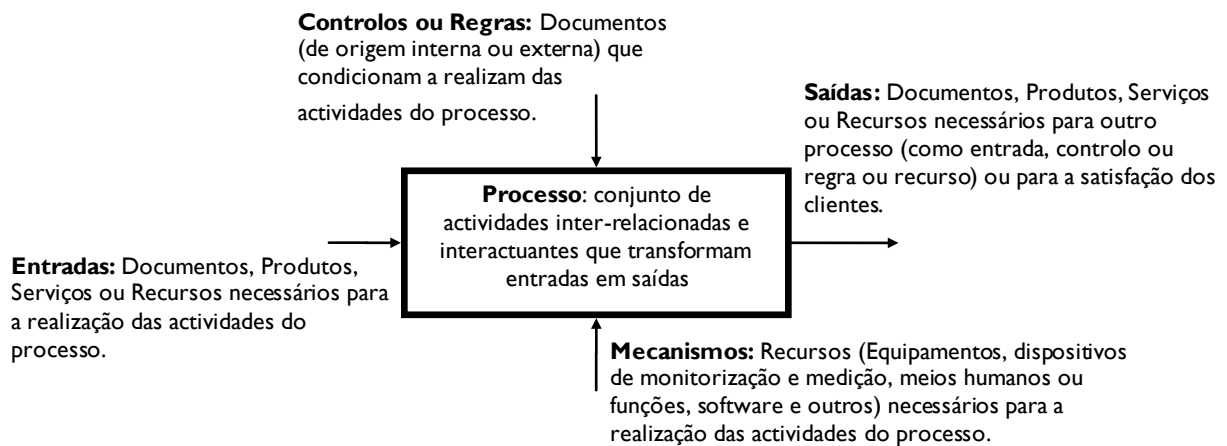 Controlos ou Regras: Documentos
(de origem interna ou externa) que
condicionam a realizam das
actividades do processo.
Saídas: Documentos, Produtos, Serviços
ou Recursos necessários para outro
processo (como entrada, controlo ou
regra ou recurso) ou para a satisfação dos
clientes.
Processo: conjunto de
actividades inter-relacionadas e
interactuantes que transformam
entradas em saídas
Entradas: Documentos, Produtos,
Serviços ou Recursos necessários para
a realização das actividades do
processo.
Mecanismos: Recursos (Equipamentos, dispositivos
de monitorização e medição, meios humanos ou
funções, software e outros) necessários para a
realização das actividades do processo.